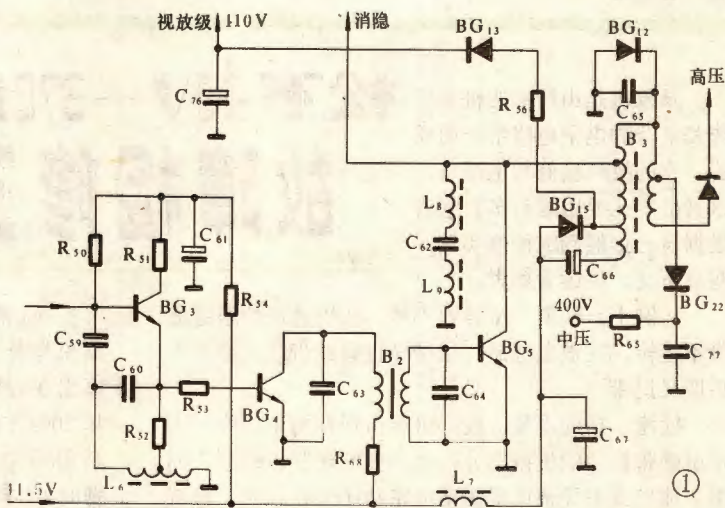 视放级 110V
消隐
BG13
BG12
高压
C76
R56
C65
B3
L8
BG15
C62
L9
C66
R50
R51
C61
BG3
R54
C59
C60
R53
BG4
C63
B2
C64
BG5
400V
中压
R65
BG22
C77
R52
L6
R68
L7
C67
11.5V
①